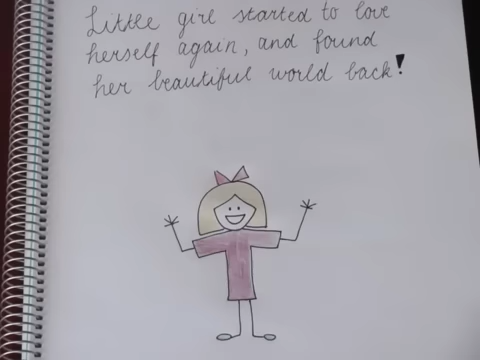 Little girl started to love
herself again, and found
her beautiful world back!